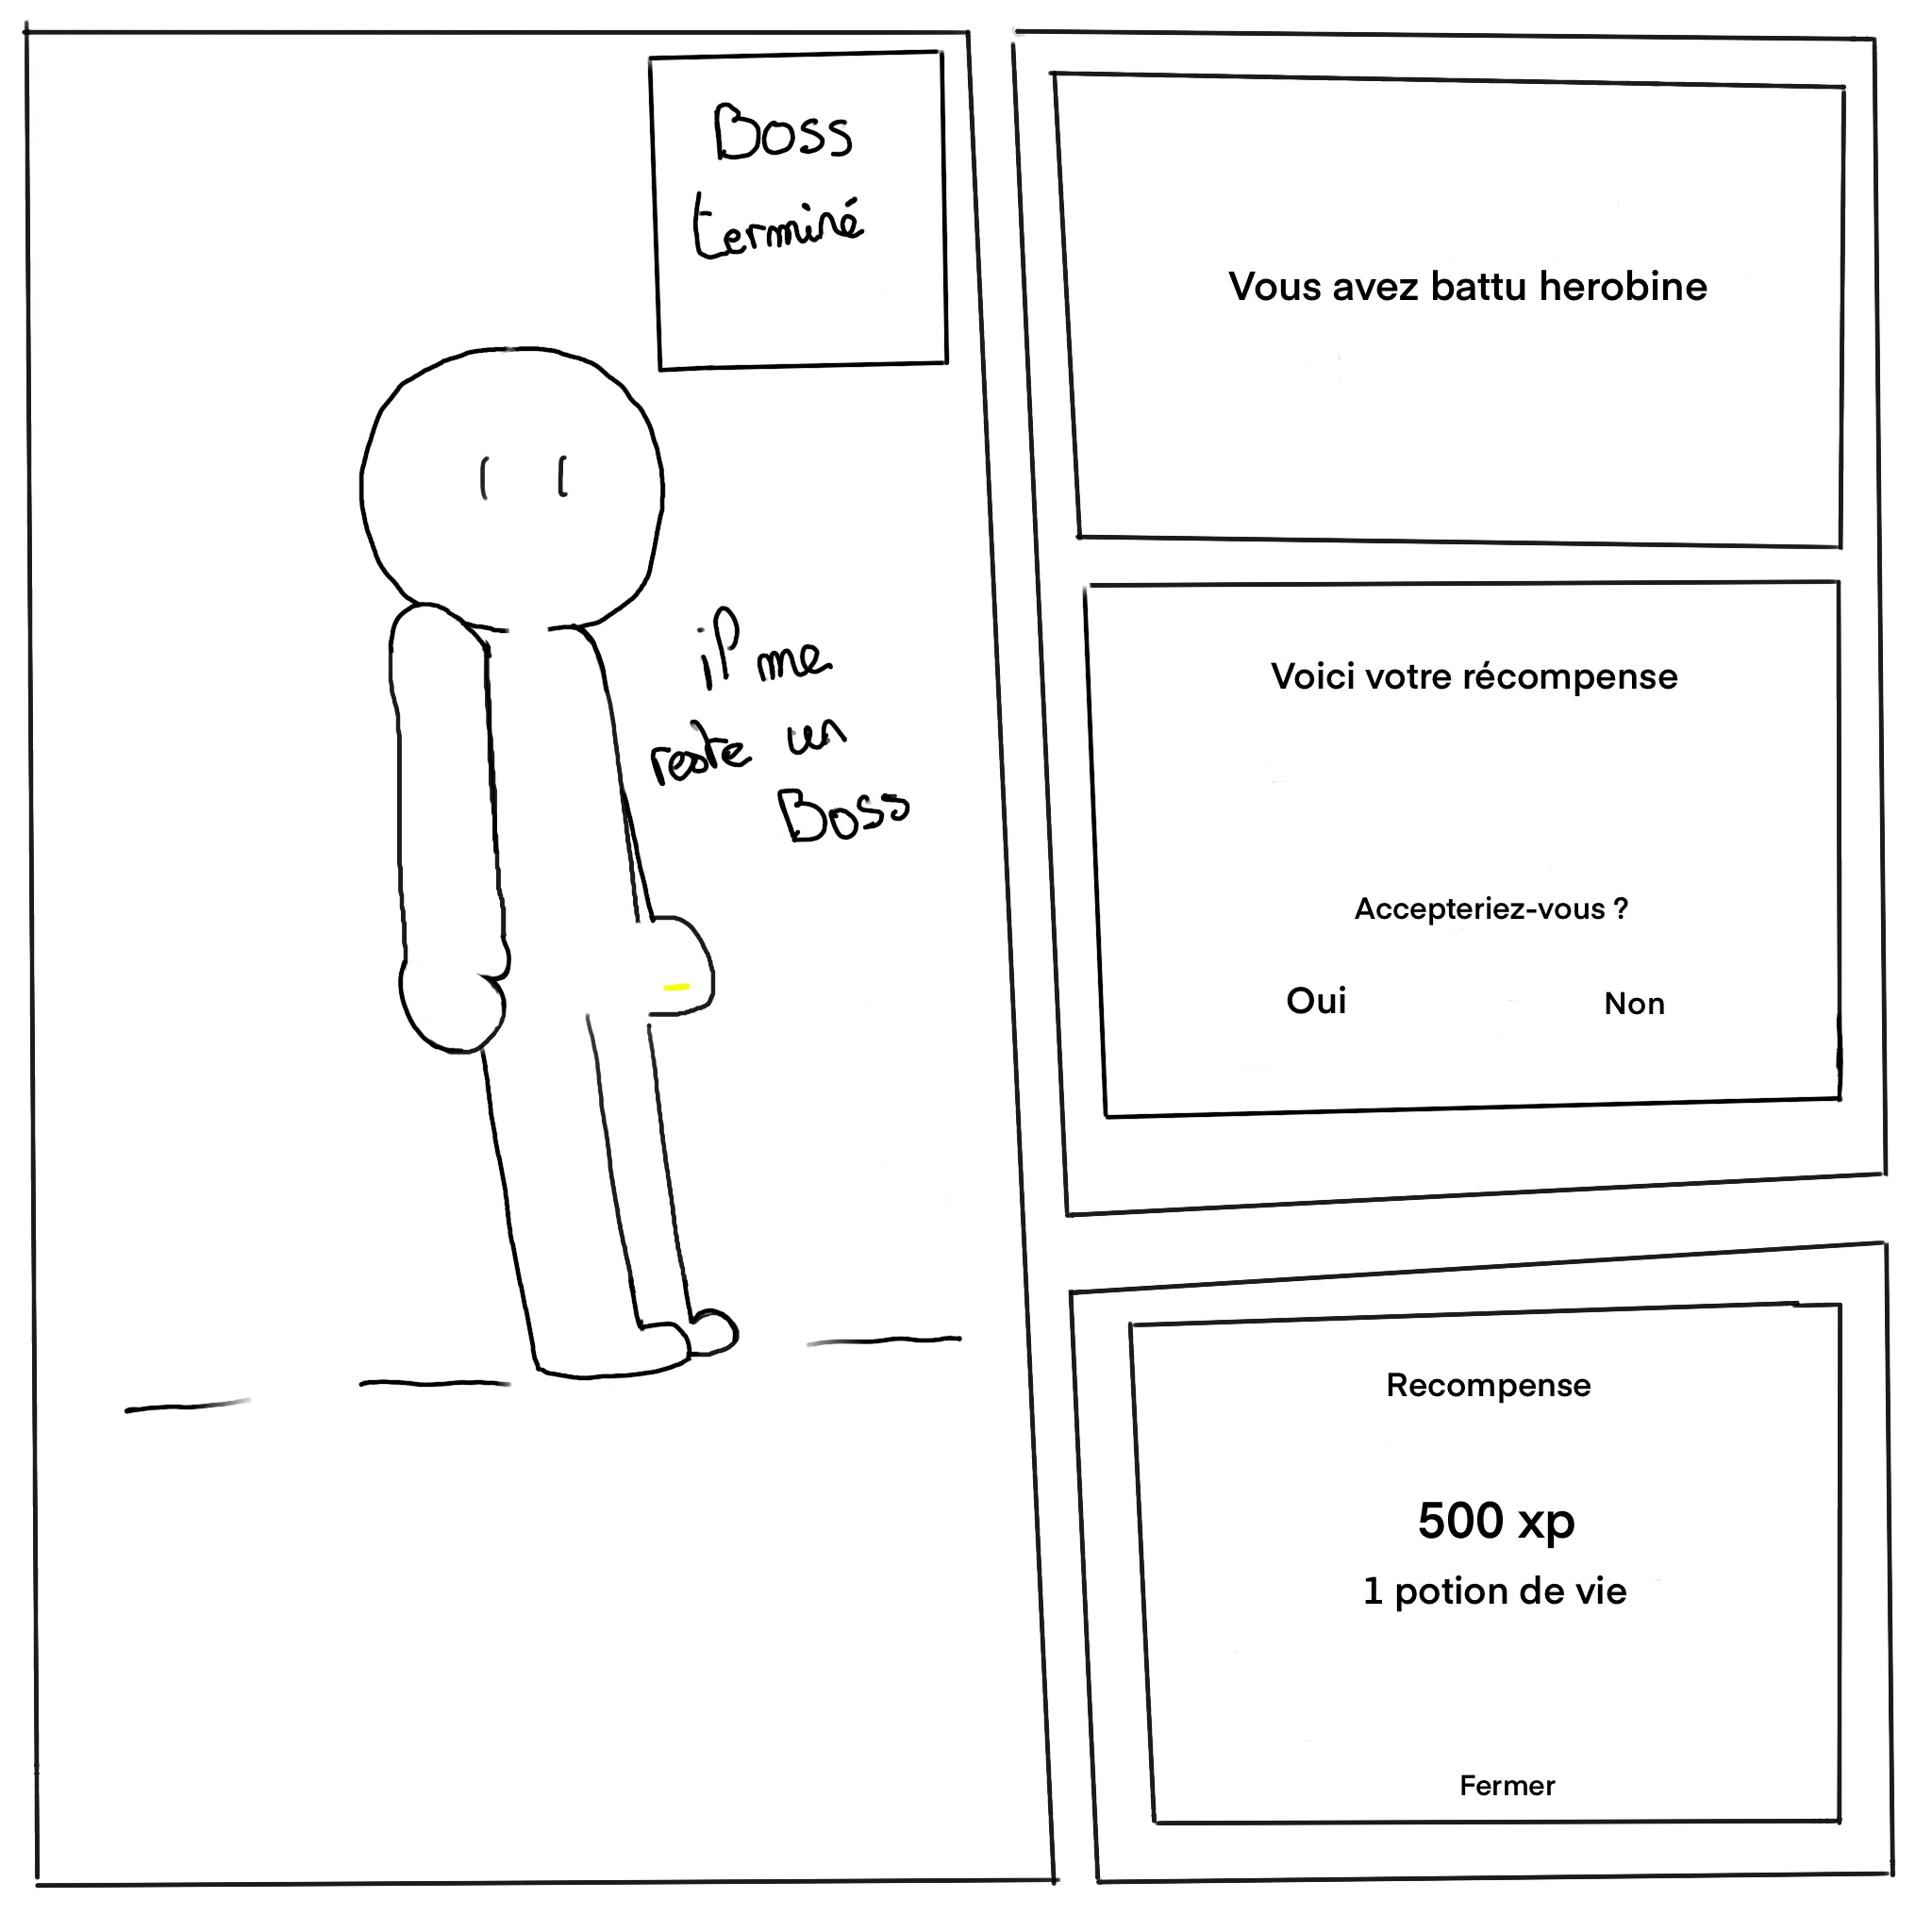 Boss
terminé
il me
reste un
Boss
Vous avez battu herobine
Voici votre récompense
Accepteriez-vous ?
Oui Non
Recompense
500 xp
1 potion de vie
Fermer